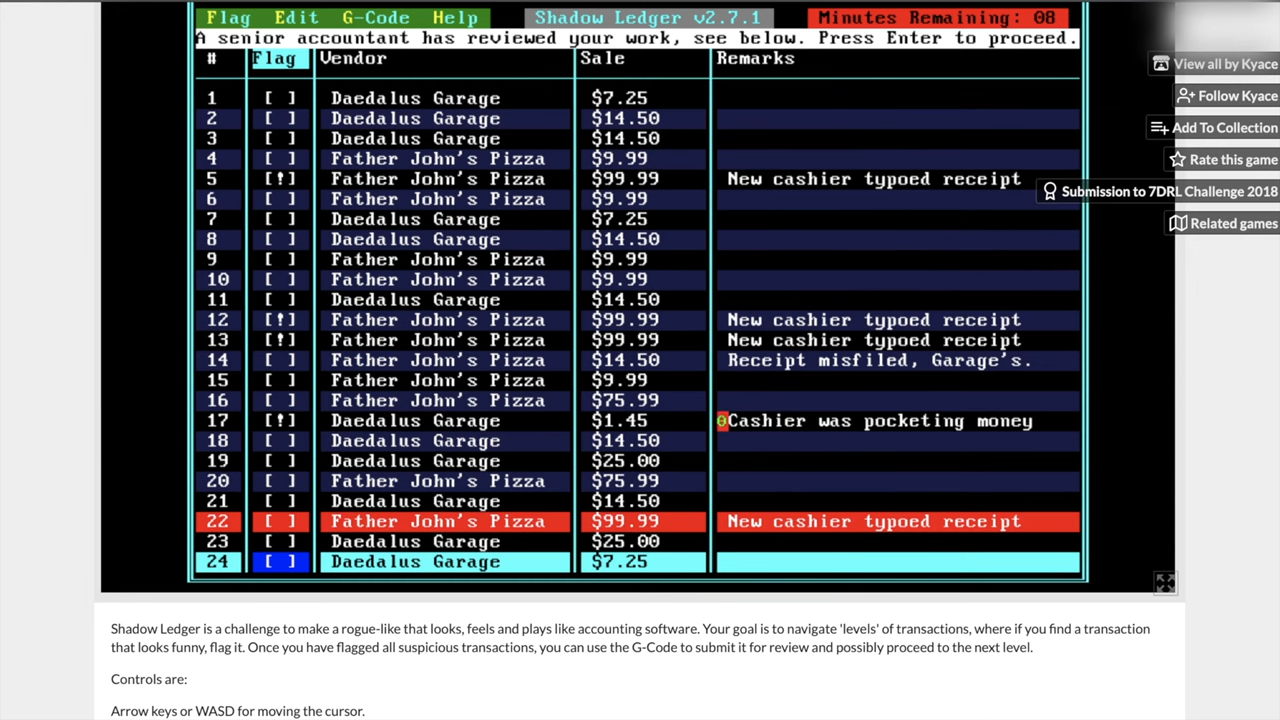 Flag Edit G-Code Help Shadow Ledger v2.7.1 Minutes Remaining: 08
A senior accountant has reviewed your work, see below. Press Enter to proceed.
# Flag Vendor Sale Remarks
1 [ ] Daedalus Garage $7.25
2 [ ] Daedalus Garage $14.50
3 [ ] Daedalus Garage $14.50
4 [ ] Father John's Pizza $9.99
5 [!] Father John's Pizza $99.99 New cashier typoed receipt
6 [ ] Father John's Pizza $9.99
7 [ ] Daedalus Garage $7.25
8 [ ] Daedalus Garage $14.50
9 [ ] Father John's Pizza $9.99
10 [ ] Father John's Pizza $9.99
11 [ ] Daedalus Garage $14.50
12 [!] Father John's Pizza $99.99 New cashier typoed receipt
13 [!] Father John's Pizza $99.99 New cashier typoed receipt
14 [ ] Father John's Pizza $14.50 Receipt misfiled, Garage's.
15 [ ] Father John's Pizza $9.99
16 [ ] Father John's Pizza $75.99
17 [!] Daedalus Garage $1.45 Cashier was pocketing money
18 [ ] Daedalus Garage $14.50
19 [ ] Daedalus Garage $25.00
20 [ ] Father John's Pizza $75.99
21 [ ] Daedalus Garage $14.50
22 [ ] Father John's Pizza $99.99 New cashier typoed receipt
23 [ ] Daedalus Garage $25.00
24 [ ] Daedalus Garage $7.25
View all by Kyace
Follow Kyace
Add To Collection
Rate this game
Submission to 7DRL Challenge 2018
Related games
Shadow Ledger is a challenge to make a rogue-like that looks, feels and plays like accounting software. Your goal is to navigate 'levels' of transactions, where if you find a transaction
that looks funny, flag it. Once you have flagged all suspicious transactions, you can use the G-Code to submit it for review and possibly proceed to the next level.
Controls are:
Arrow keys or WASD for moving the cursor.